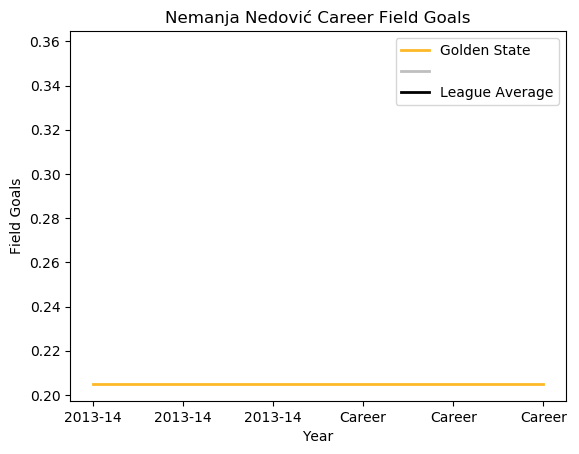 Nemanja Nedović Career Field Goals
Golden State
League Average
Field Goals
0.36
0.34
0.32
0.30
0.28
0.26
0.24
0.22
0.20
2013-14 2013-14 2013-14 Career Career Career
Year